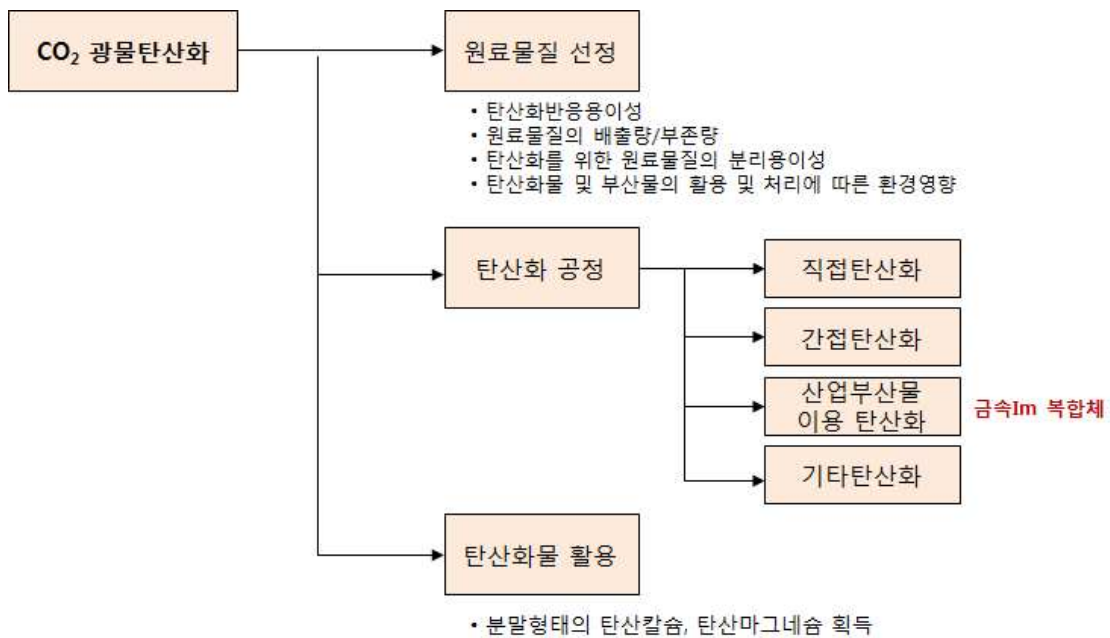 CO₂ 광물탄산화
원료물질 선정
• 탄산화반응용이성
• 원료물질의 배출량/부존량
• 탄산화를 위한 원료물질의 분리용이성
• 탄산화물 및 부산물의 활용 및 처리에 따른 환경영향
탄산화 공정
직접탄산화
간접탄산화
산업부산물
이용 탄산화
금속Im 복합체
기타탄산화
탄산화물 활용
• 분말형태의 탄산칼슘, 탄산마그네슘 획득